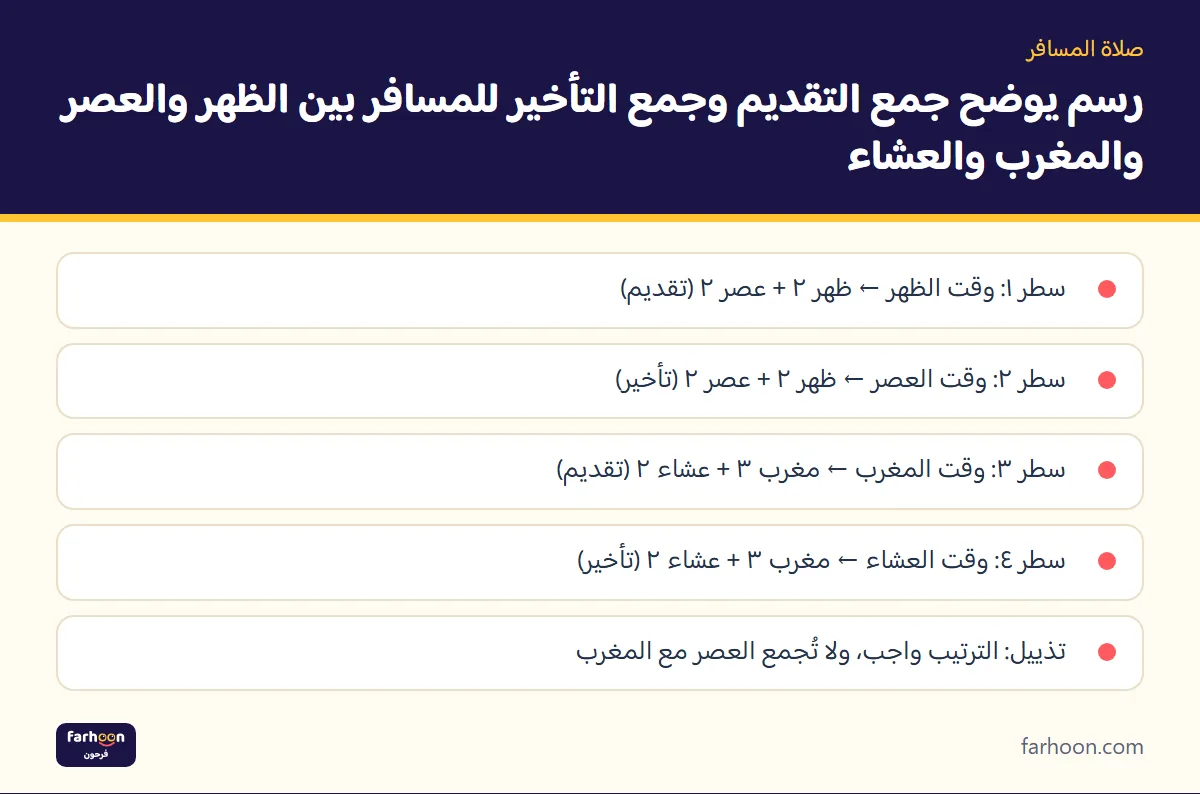 صلاة المسافر
رسم يوضح جمع التقديم وجمع التأخير للمسافر بين الظهر والعصر
والمغرب والعشاء
سطر ١: وقت الظهر ← ظهر ٢ + عصر ٢ (تقديم)
سطر ٢: وقت العصر ← ظهر ٢ + عصر ٢ (تأخير)
سطر ٣: وقت المغرب ← مغرب ٣ + عشاء ٢ (تقديم)
سطر ٤: وقت العشاء ← مغرب ٣ + عشاء ٢ (تأخير)
تذييل: الترتيب واجب، ولا تُجمع العصر مع المغرب
farhoon.com
farhoon
فرحون